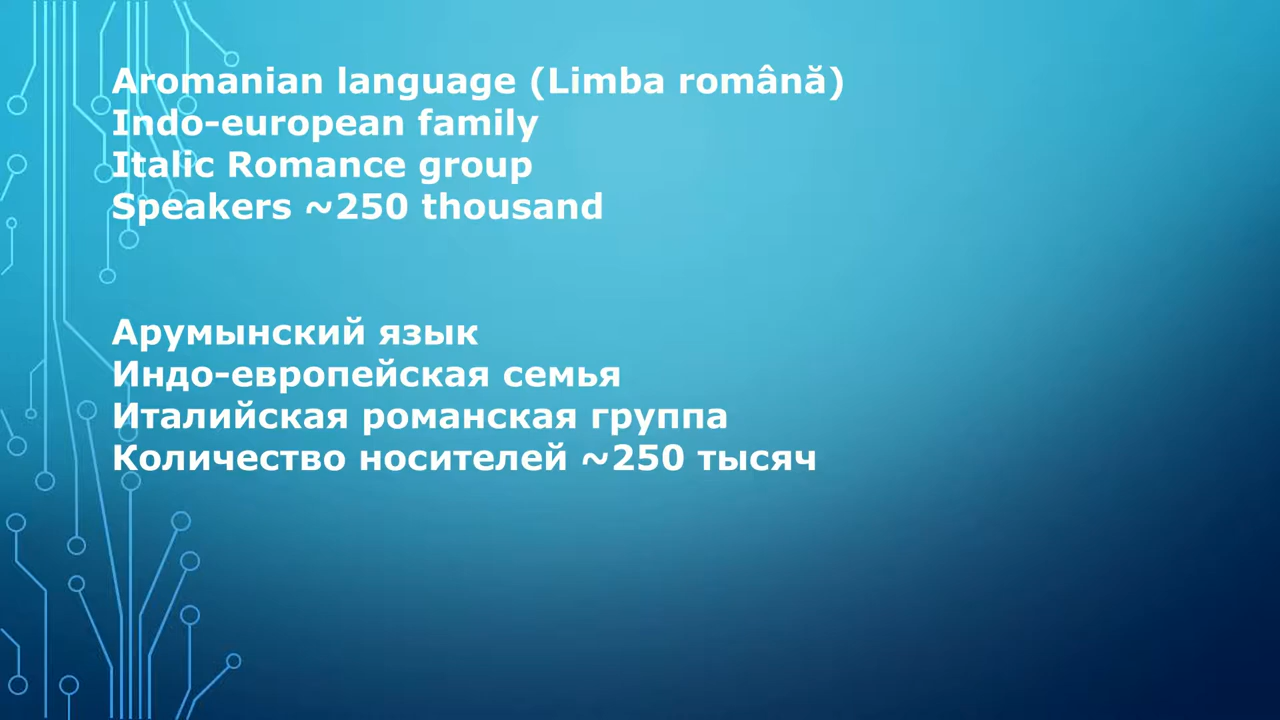 Aromanian language (Limba română)
Indo-european family
Italic Romance group
Speakers ~250 thousand
Арумынский язык
Индо-европейская семья
Италийская романская группа
Количество носителей ~250 тысяч